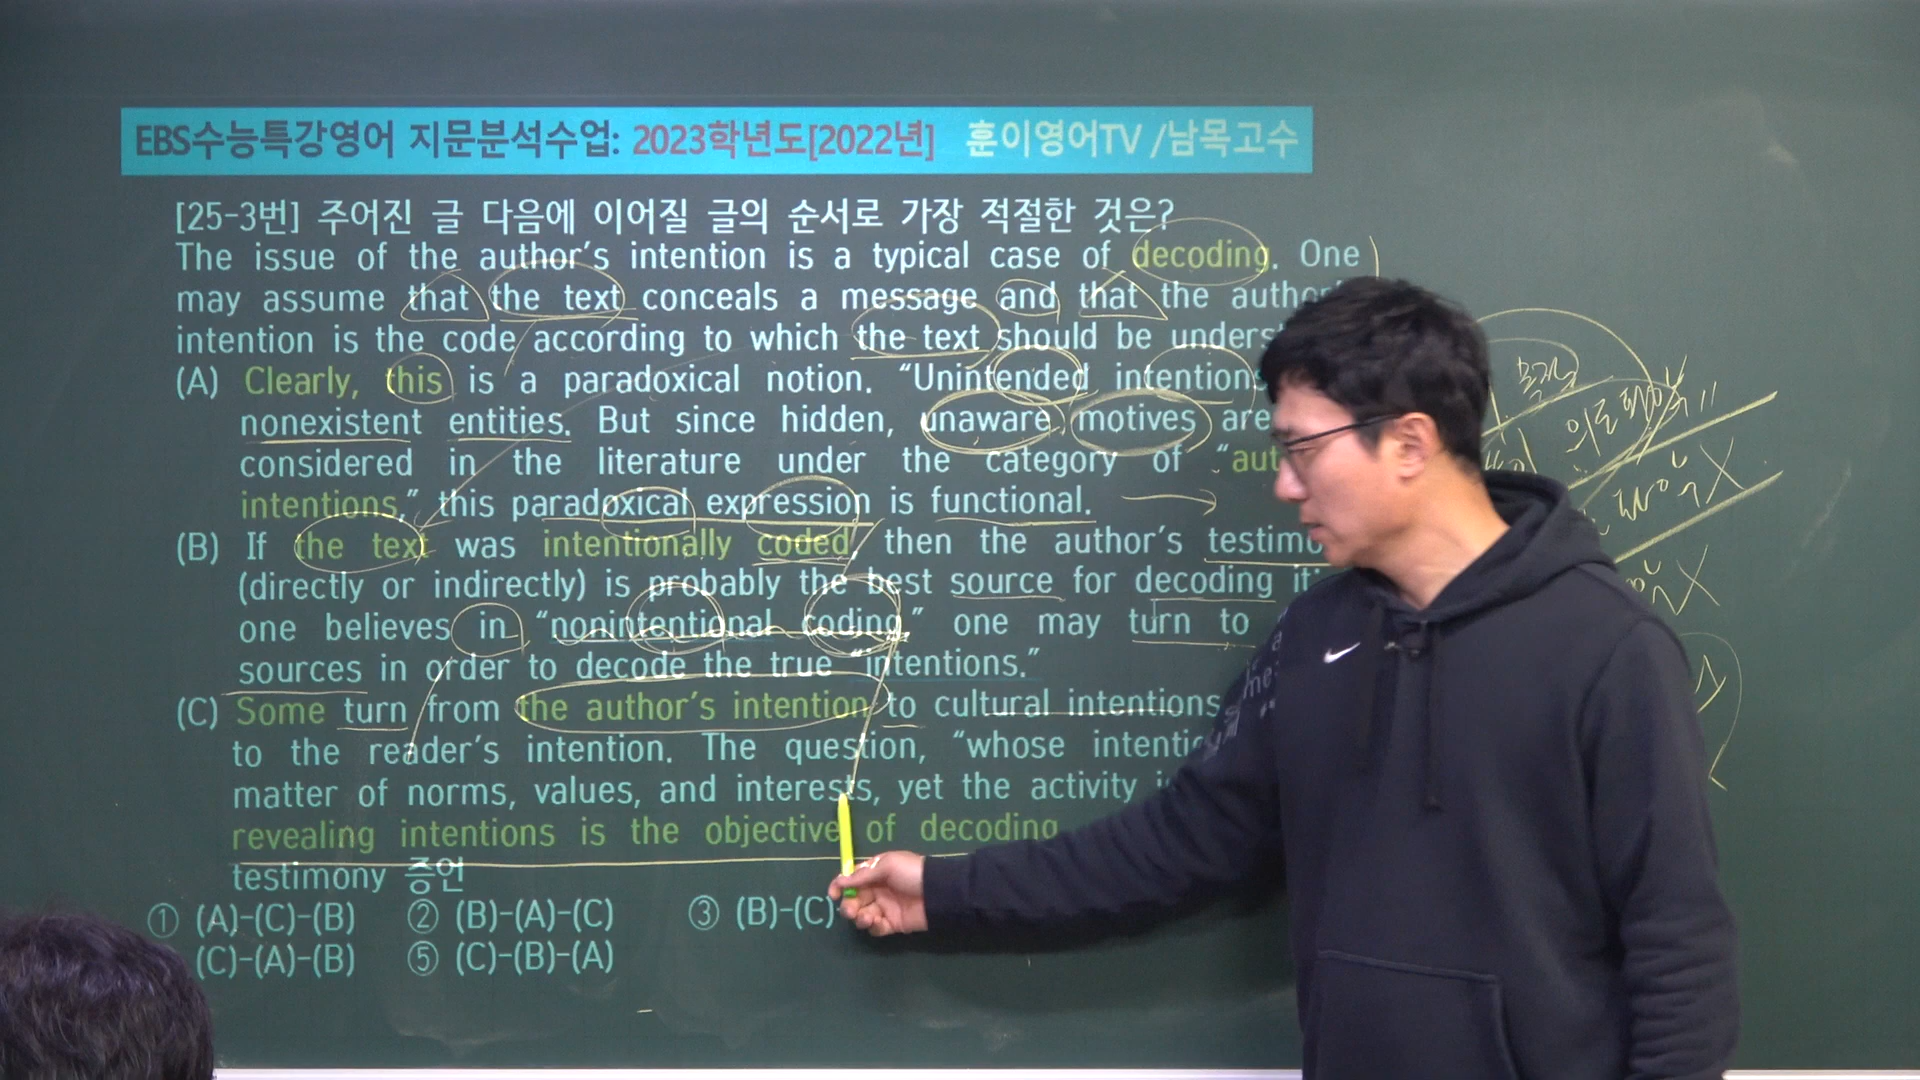 EBS수능특강영어 지문분석수업: 2023학년도[2022년] 훈이영어TV /남목고수
[25-3번] 주어진 글 다음에 이어질 글의 순서로 가장 적절한 것은?
The issue of the author's intention is a typical case of decoding. One
may assume that the text conceals a message and that the
intention is the code according to which the text should be
(A) Clearly, this is a paradoxical notion. "Unintended
nonexistent entities. But since hidden, unaware motives are
considered in the literature under the category of
intentions," this paradoxical expression is functional.
(B) If the text was intentionally coded, then the author's
(directly or indirectly) is probably the best source for decoding
one believes in "nonintentional coding," one may turn to
sources in order to decode the true "intentions."
(C) Some turn from the author's intention to cultural intentions
to the reader's intention. The question, "whose
matter of norms, values, and interests, yet the activity
revealing intentions is the objective of decoding
testimony 증언
① (A)-(C)-(B) ② (B)-(A)-(C) ③ (B)-(C)-
(C)-(A)-(B) ⑤ (C)-(B)-(A)